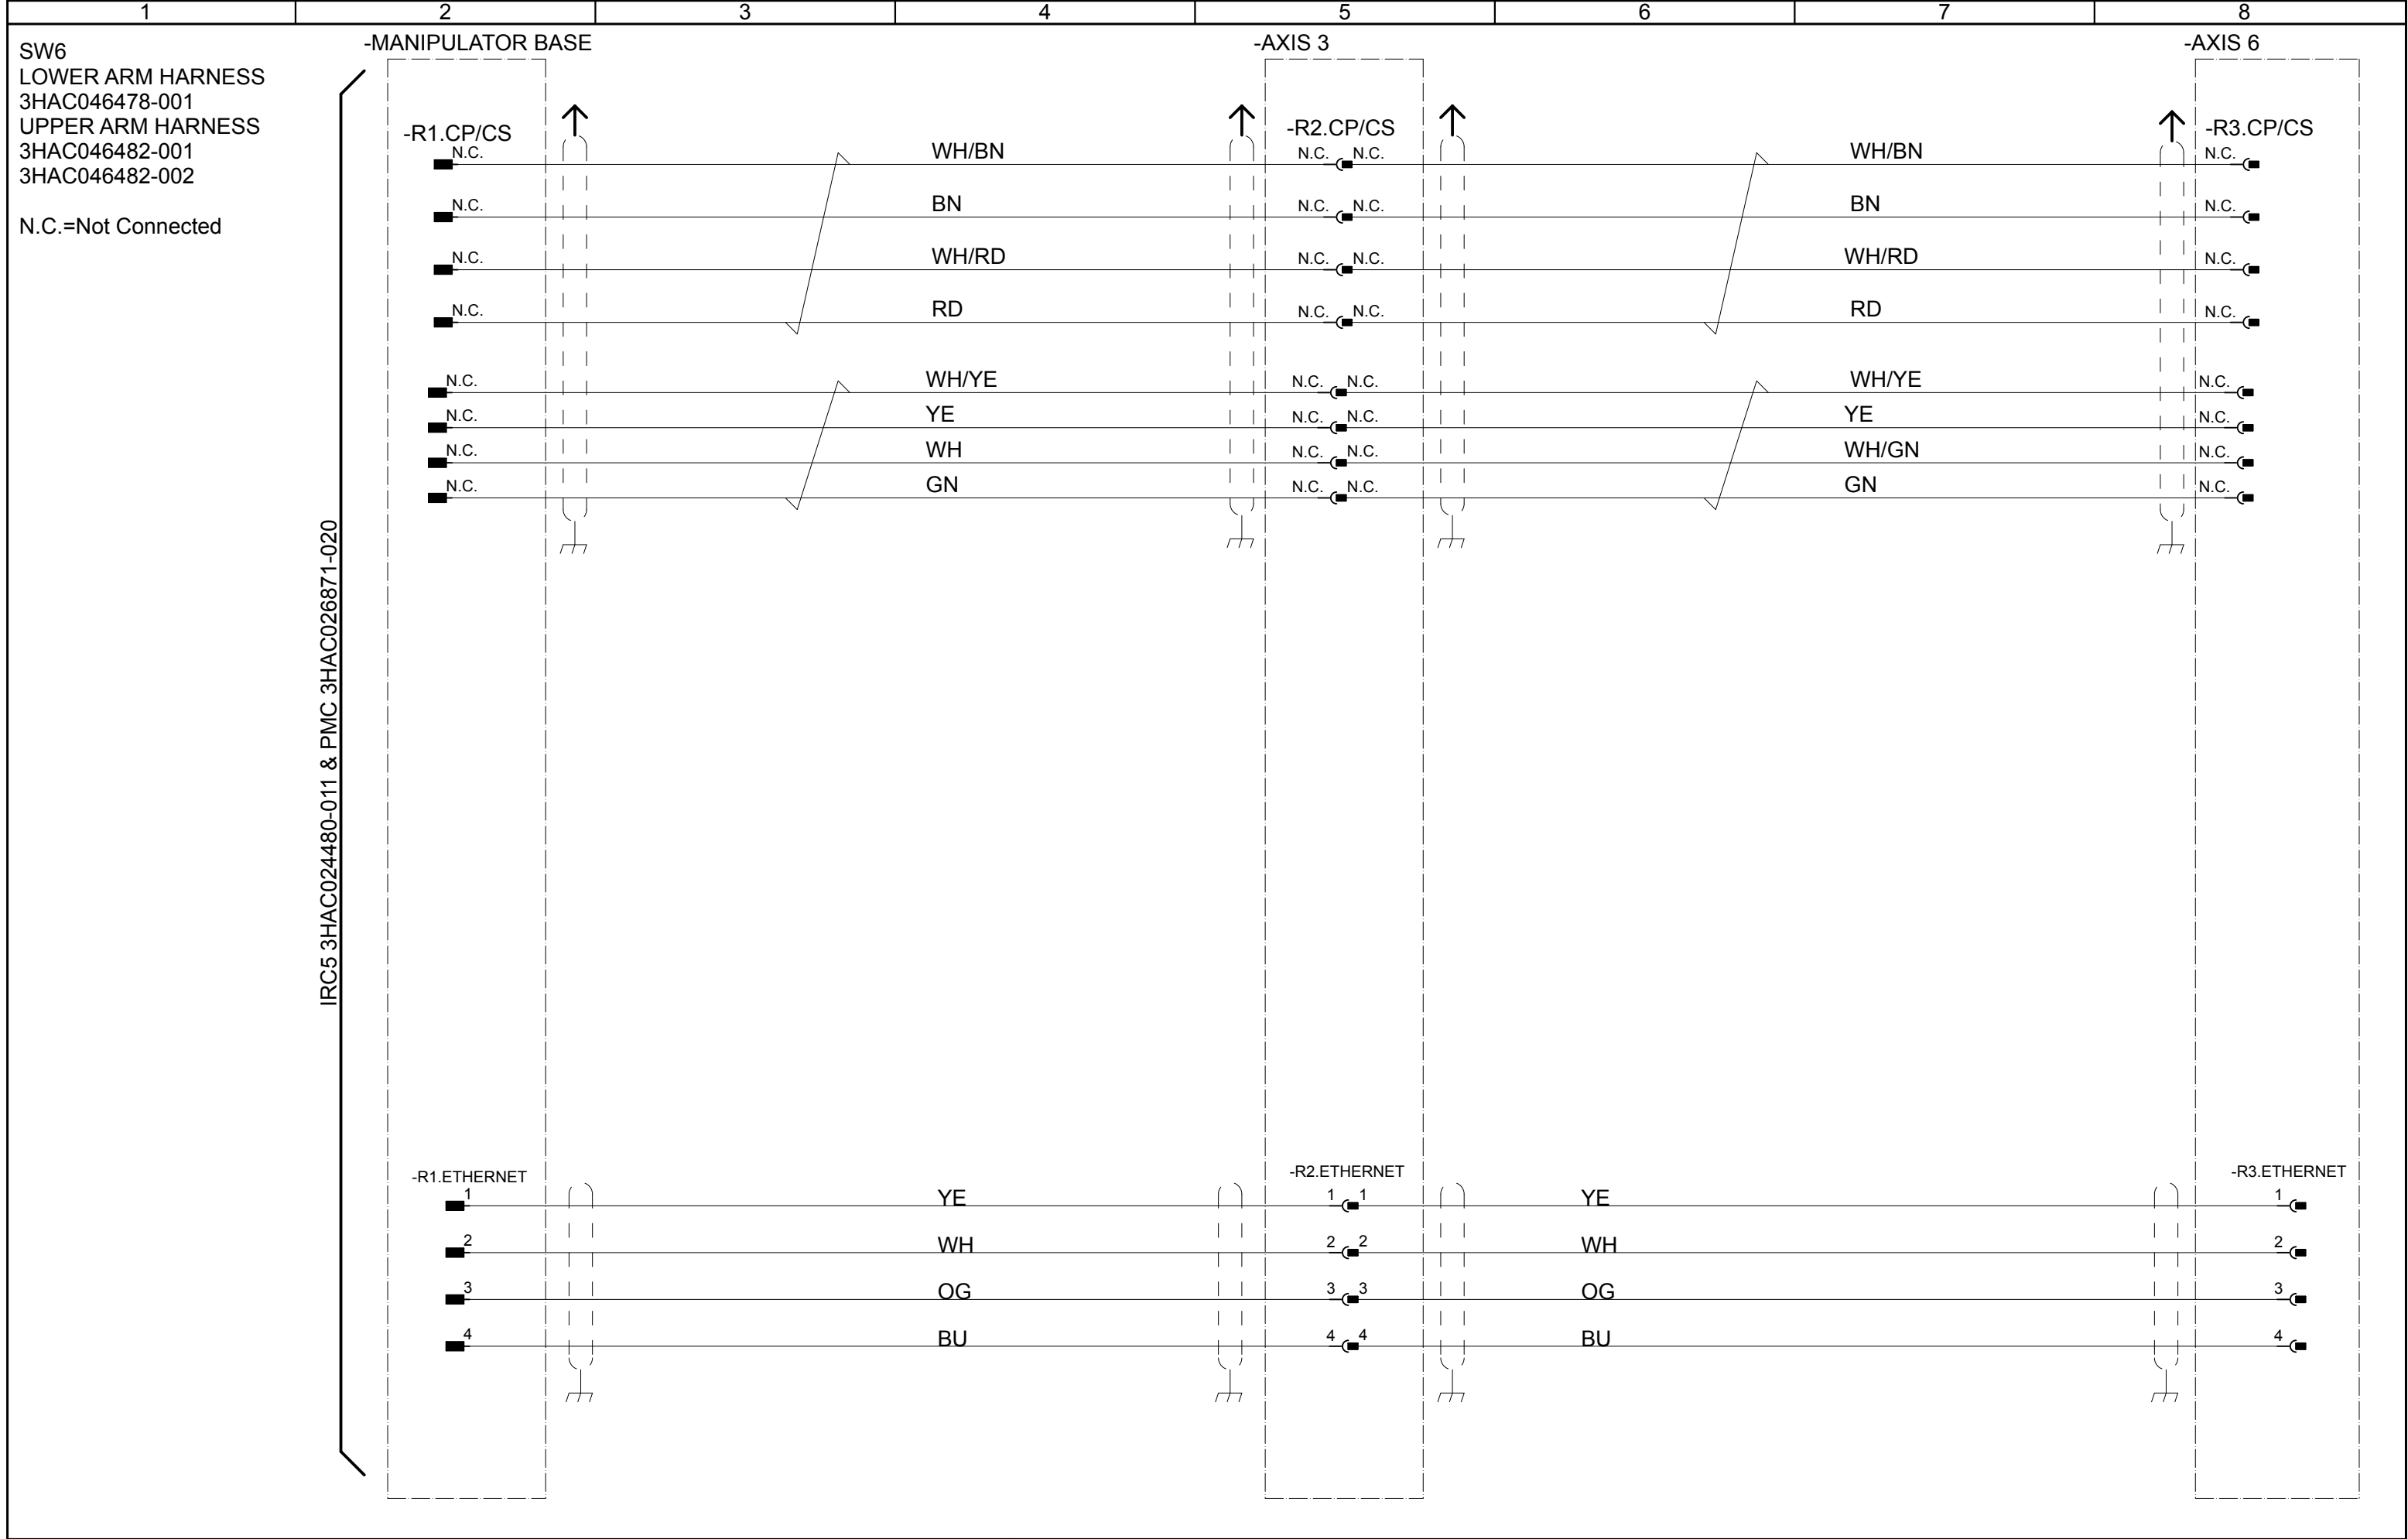 1 2 3 4 5 6 7 8
SW6
LOWER ARM HARNESS
3HAC046478-001
UPPER ARM HARNESS
3HAC046482-001
3HAC046482-002
N.C.=Not Connected
IRC5 3HAC024480-011 & PMC 3HAC026871-020
-MANIPULATOR BASE -AXIS 3 -AXIS 6
-R1.CP/CS -R2.CP/CS -R3.CP/CS
N.C. WH/BN N.C. N.C. WH/BN N.C.
N.C. BN N.C. N.C. BN N.C.
N.C. WH/RD N.C. N.C. WH/RD N.C.
N.C. RD N.C. N.C. RD N.C.
N.C. WH/YE N.C. N.C. WH/YE N.C.
N.C. YE N.C. N.C. YE N.C.
N.C. WH N.C. N.C. WH/GN N.C.
N.C. GN N.C. N.C. GN N.C.
-R1.ETHERNET -R2.ETHERNET -R3.ETHERNET
1 YE 1 1 YE 1
2 WH 2 2 WH 2
3 OG 3 3 OG 3
4 BU 4 4 BU 4